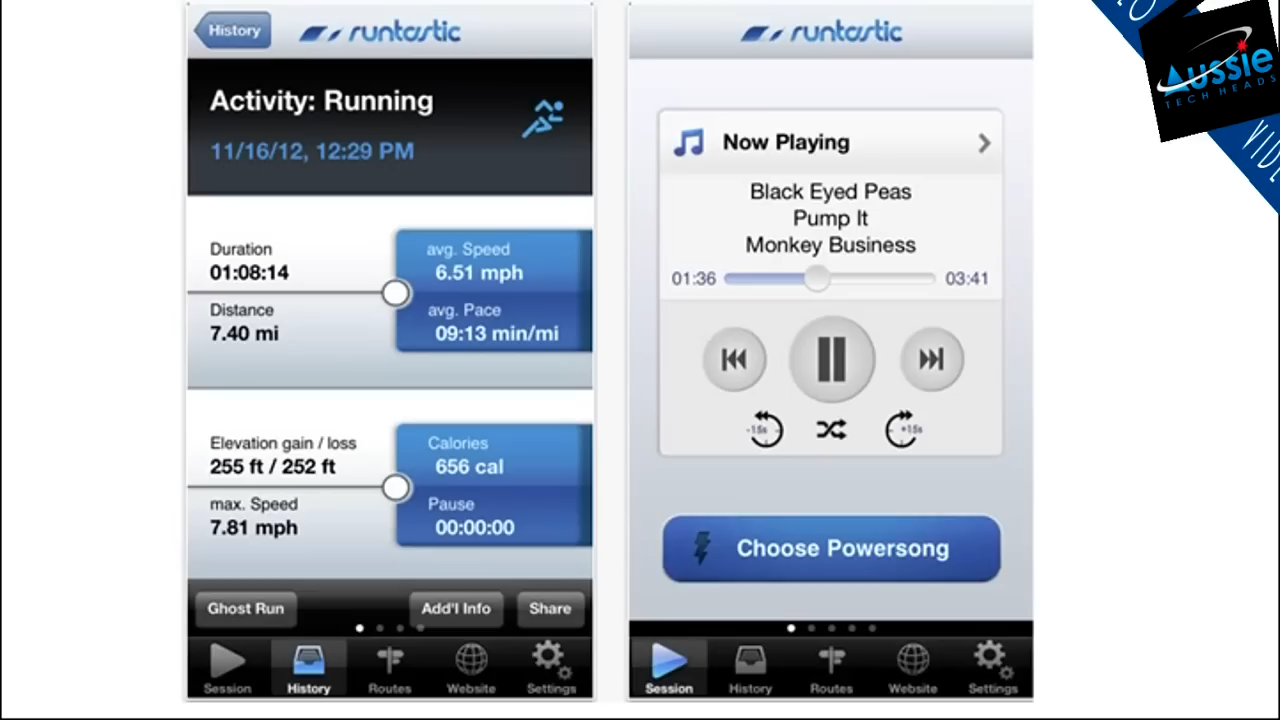 History
runtastic
Activity: Running
11/16/12, 12:29 PM
Duration
01:08:14
Distance
7.40 mi
avg. Speed
6.51 mph
avg. Pace
09:13 min/mi
Elevation gain / loss
255 ft / 252 ft
max. Speed
7.81 mph
Calories
656 cal
Pause
00:00:00
Ghost Run
Add'l Info
Share
Session
History
Routes
Website
Settings
runtastic
Now Playing
Black Eyed Peas
Pump It
Monkey Business
01:36
03:41
-15s
+15s
Choose Powersong
Session
History
Routes
Website
Settings
Aussie
TECH HEADS